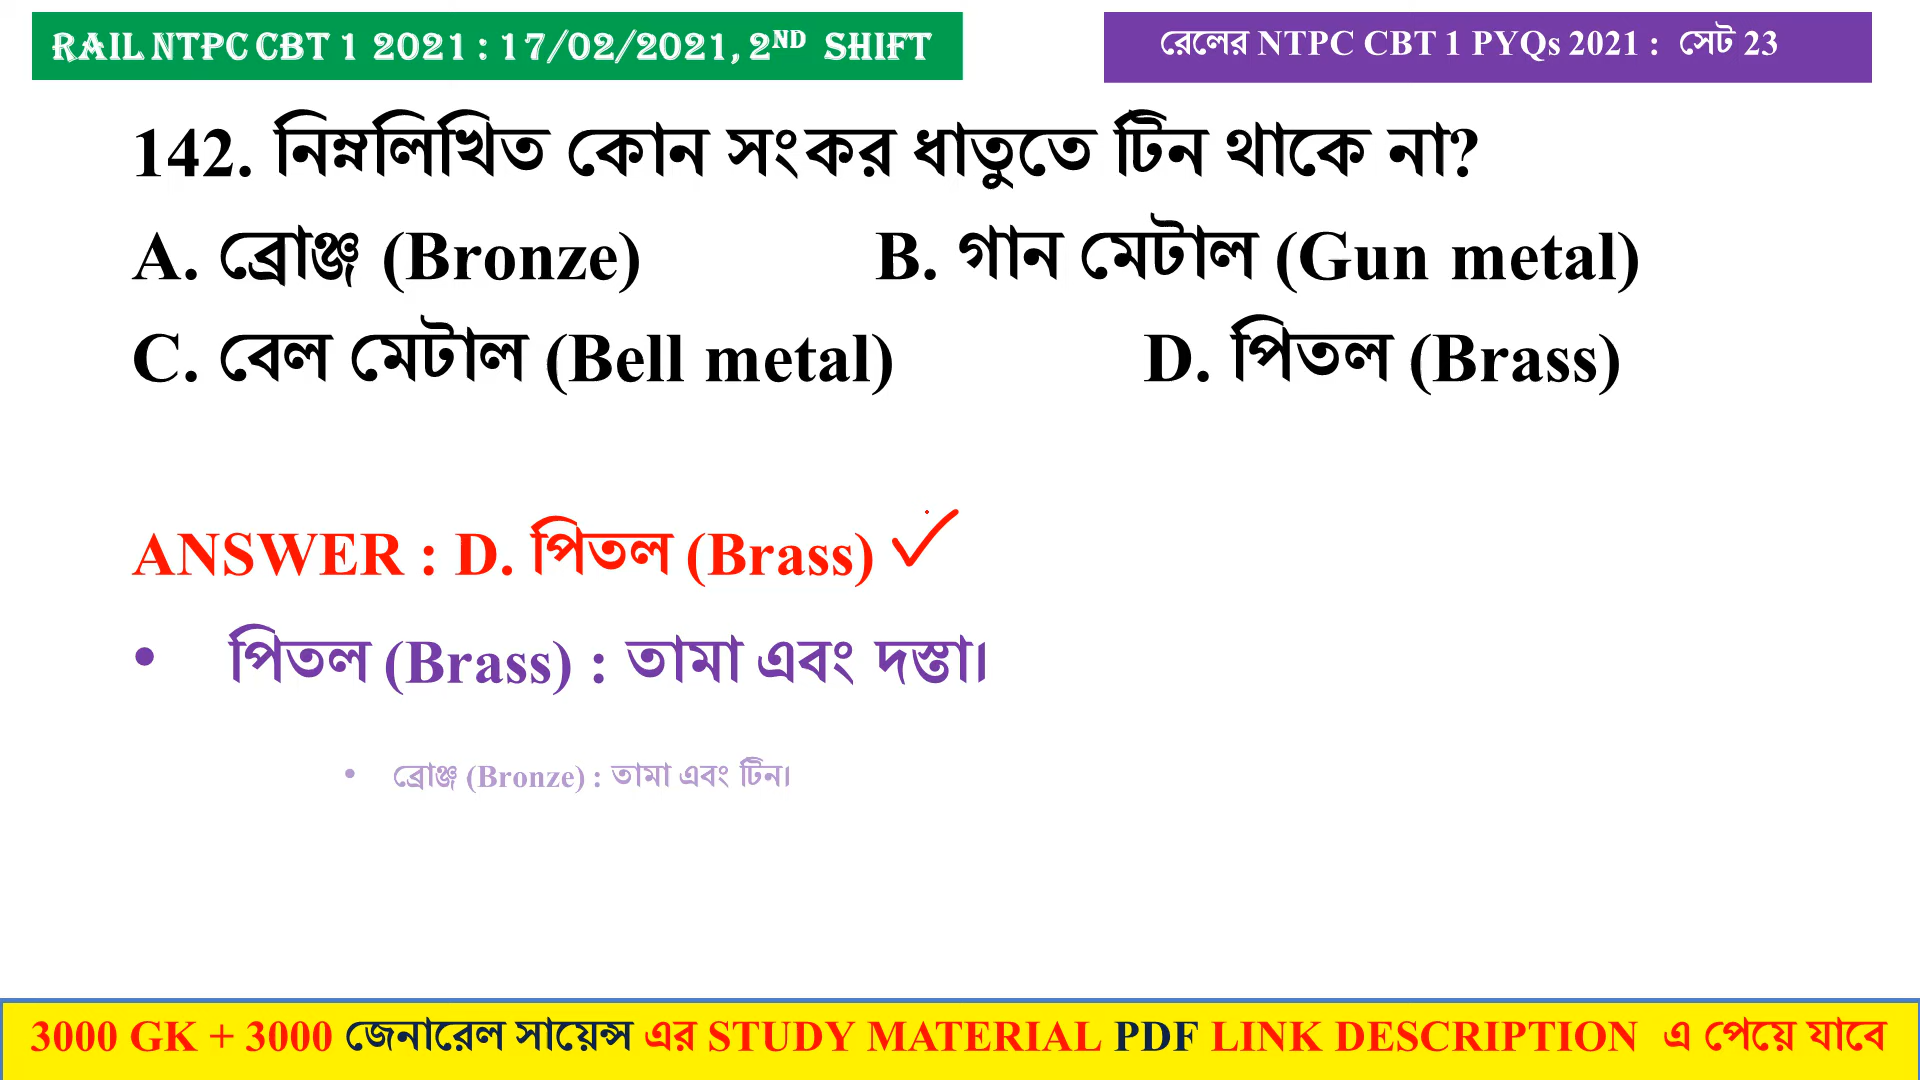 RAIL NTPC CBT 1 2021 : 17/02/2021, 2ND SHIFT
রেলের NTPC CBT 1 PYQs 2021 : সেট 23
142. নিম্নলিখিত কোন সংকর ধাতুতে টিন থাকে না?
A. ব্রোঞ্জ (Bronze) B. গান মেটাল (Gun metal)
C. বেল মেটাল (Bell metal) D. পিতল (Brass)
ANSWER : D. পিতল (Brass)
• পিতল (Brass) : তামা এবং দস্তা।
• ব্রোঞ্জ (Bronze) : তামা এবং টিন।
3000 GK + 3000 জেনারেল সায়েন্স এর STUDY MATERIAL PDF LINK DESCRIPTION এ পেয়ে যাবে